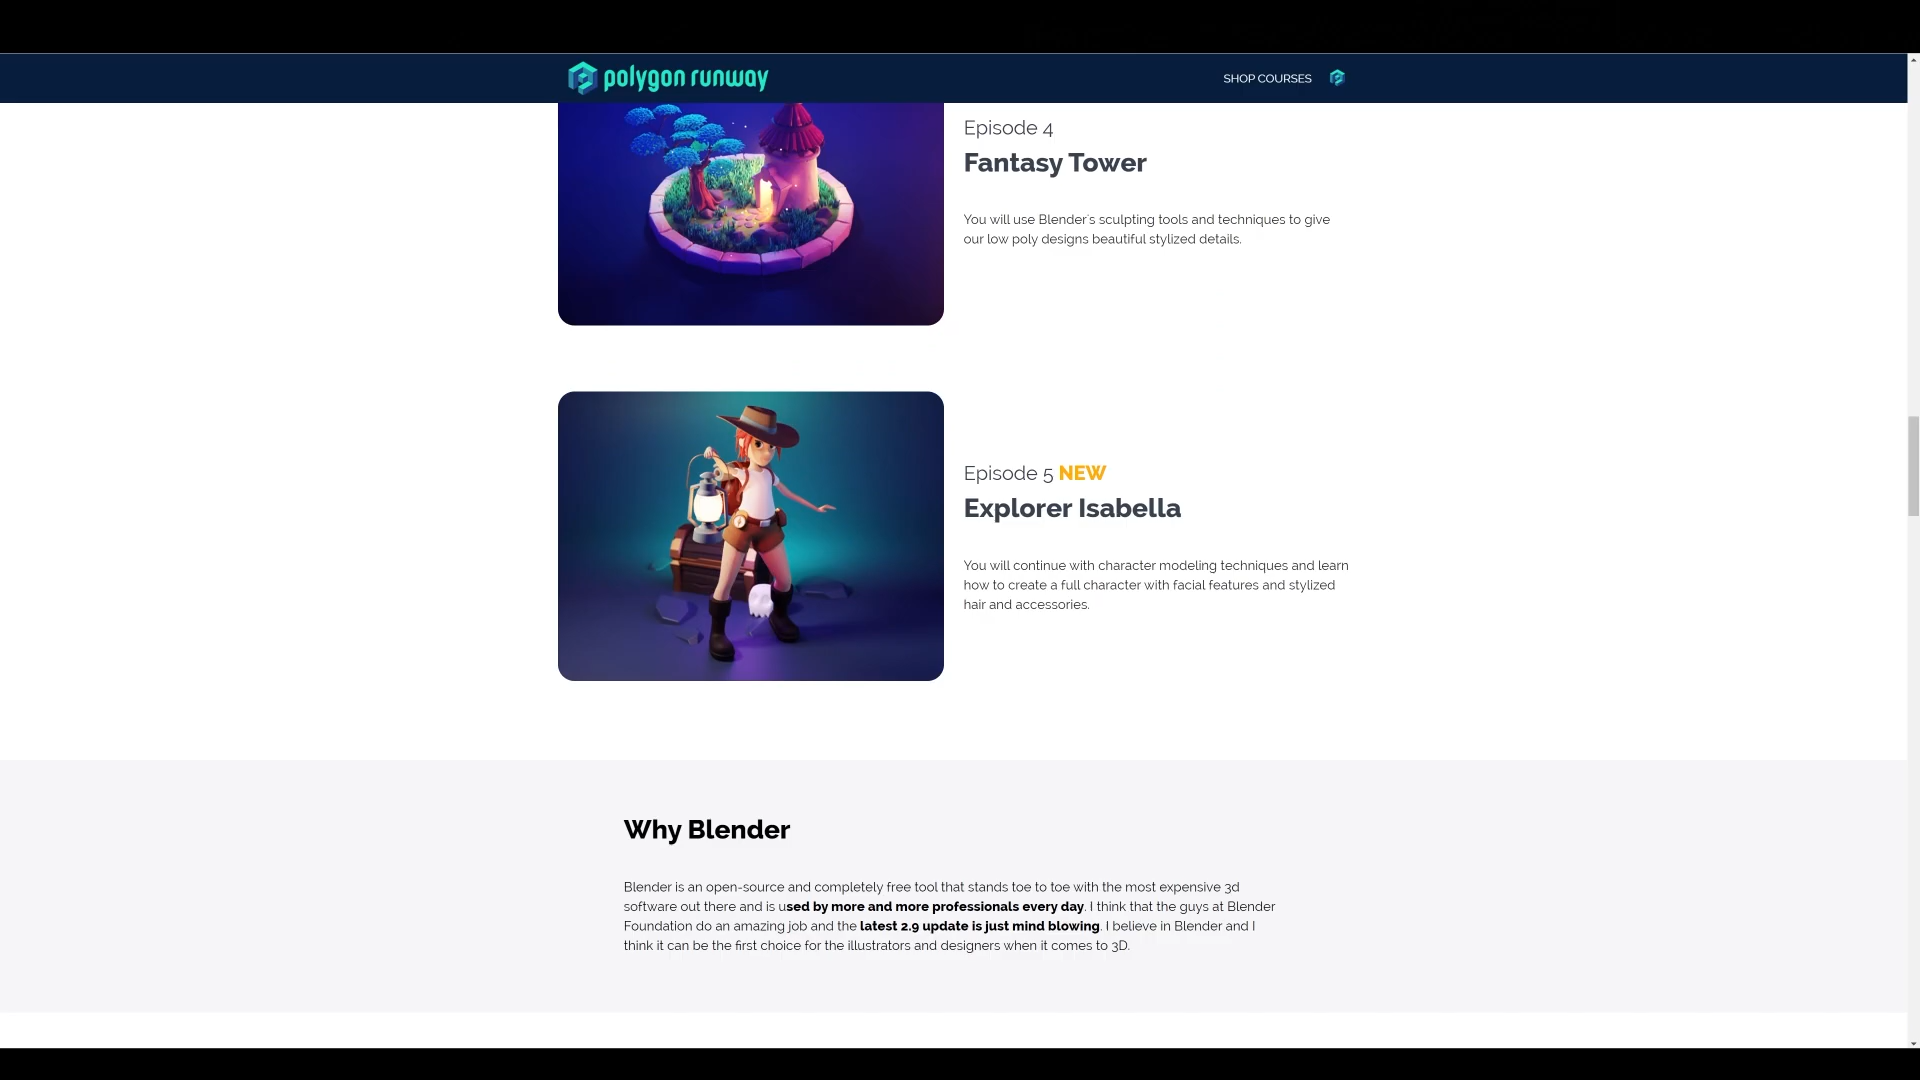 polygon runway
SHOP COURSES
Episode 4
Fantasy Tower
You will use Blender's sculpting tools and techniques to give
our low poly designs beautiful stylized details.
Episode 5 NEW
Explorer Isabella
You will continue with character modeling techniques and learn
how to create a full character with facial features and stylized
hair and accessories.
Why Blender
Blender is an open-source and completely free tool that stands toe to toe with the most expensive 3d
software out there and is used by more and more professionals every day. I think that the guys at Blender
Foundation do an amazing job and the latest 2.9 update is just mind blowing. I believe in Blender and I
think it can be the first choice for the illustrators and designers when it comes to 3D.